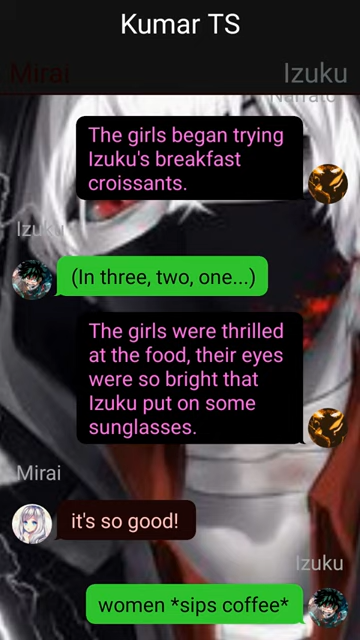 Kumar TS
Mirai
Izuku
Narrato
The girls began trying
Izuku's breakfast
croissants.
Izuku
(In three, two, one...)
The girls were thrilled
at the food, their eyes
were so bright that
Izuku put on some
sunglasses.
Mirai
it's so good!
Izuku
women *sips coffee*